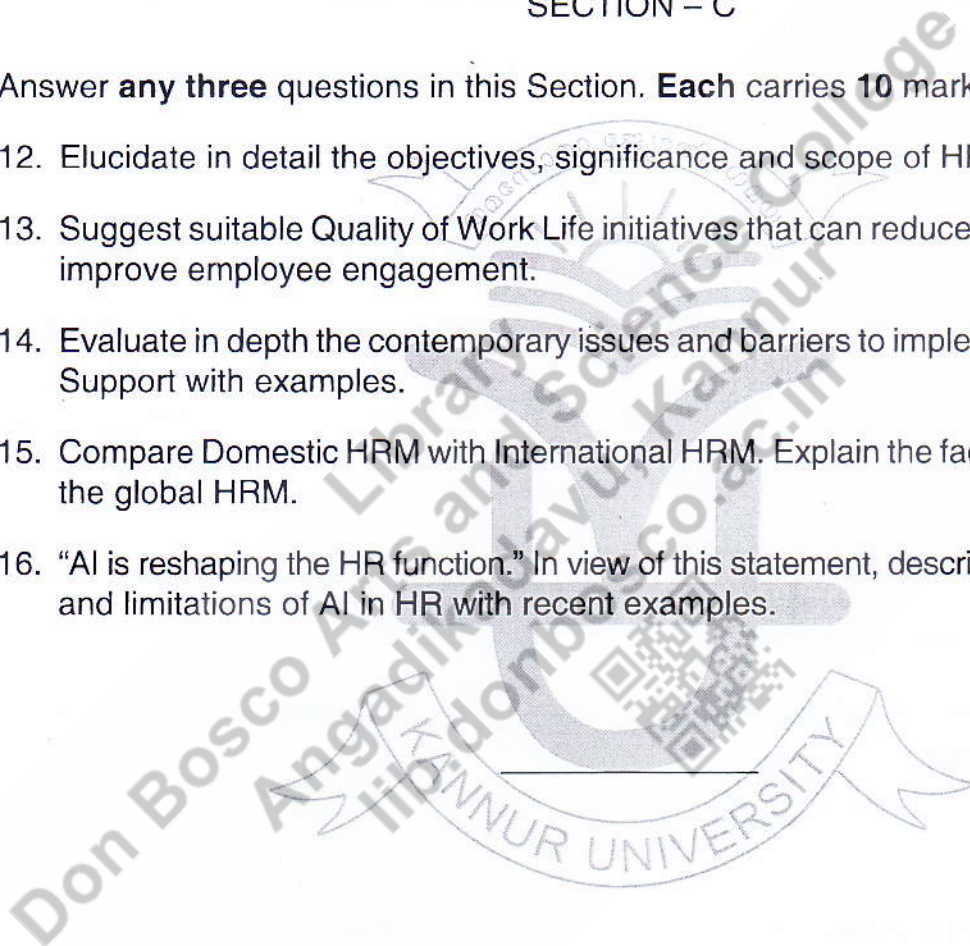 SECTION – C
Answer any three questions in this Section. Each carries 10 mark
12. Elucidate in detail the objectives, significance and scope of H
13. Suggest suitable Quality of Work Life initiatives that can reduce
improve employee engagement.
14. Evaluate in depth the contemporary issues and barriers to imple
Support with examples.
15. Compare Domestic HRM with International HRM. Explain the fa
the global HRM.
16. “AI is reshaping the HR function.” In view of this statement, descri
and limitations of AI in HR with recent examples.
Library
Don Bosco Arts and Science College
Angadikadavu, Kannur
lib.donbosco.ac.in
KANNUR UNIVERSITY